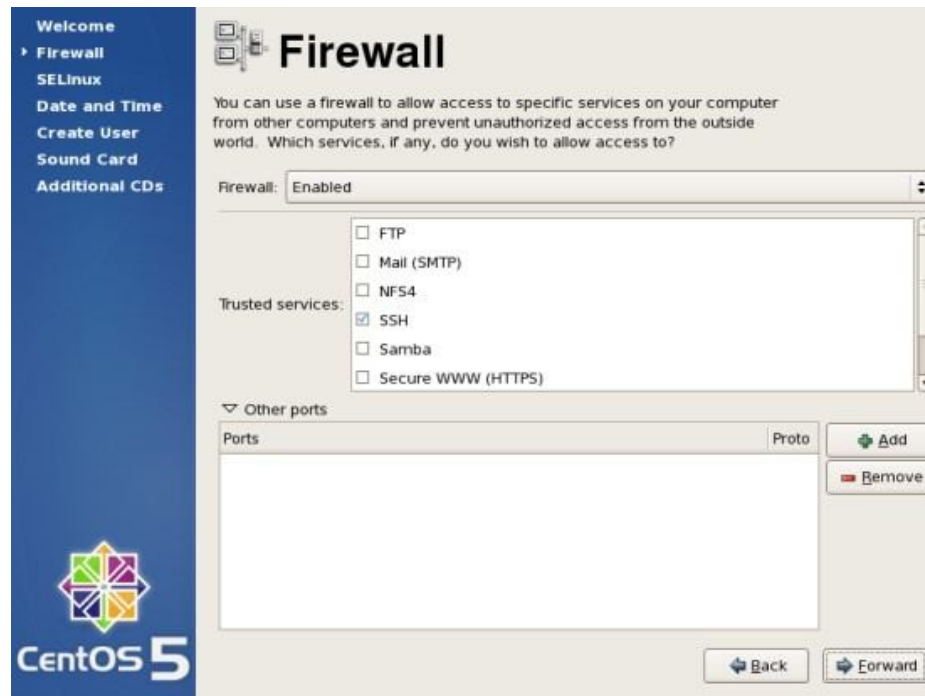 Welcome
Firewall
SELinux
Date and Time
Create User
Sound Card
Additional CDs
Firewall
You can use a firewall to allow access to specific services on your computer
from other computers and prevent unauthorized access from the outside
world. Which services, if any, do you wish to allow access to?
Firewall: Enabled
Trusted services:
FTP
Mail (SMTP)
NFS4
SSH
Samba
Secure WWW (HTTPS)
Other ports
Ports Proto
Add
Remove
Back Forward
CentOS 5